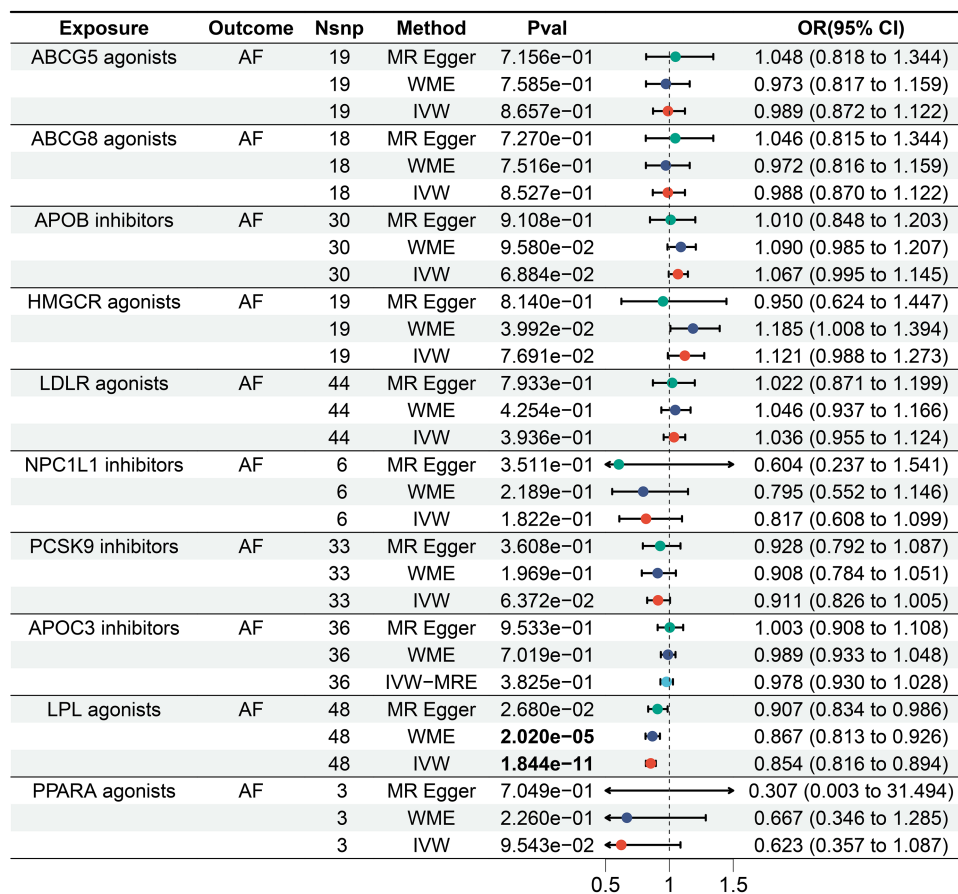 Exposure Outcome Nsnp Method Pval OR(95% CI)
ABCG5 agonists AF 19 MR Egger 7.156e−01 1.048 (0.818 to 1.344)
19 WME 7.585e−01 0.973 (0.817 to 1.159)
19 IVW 8.657e−01 0.989 (0.872 to 1.122)
ABCG8 agonists AF 18 MR Egger 7.270e−01 1.046 (0.815 to 1.344)
18 WME 7.516e−01 0.972 (0.816 to 1.159)
18 IVW 8.527e−01 0.988 (0.870 to 1.122)
APOB inhibitors AF 30 MR Egger 9.108e−01 1.010 (0.848 to 1.203)
30 WME 9.580e−02 1.090 (0.985 to 1.207)
30 IVW 6.884e−02 1.067 (0.995 to 1.145)
HMGCR agonists AF 19 MR Egger 8.140e−01 0.950 (0.624 to 1.447)
19 WME 3.992e−02 1.185 (1.008 to 1.394)
19 IVW 7.691e−02 1.121 (0.988 to 1.273)
LDLR agonists AF 44 MR Egger 7.933e−01 1.022 (0.871 to 1.199)
44 WME 4.254e−01 1.046 (0.937 to 1.166)
44 IVW 3.936e−01 1.036 (0.955 to 1.124)
NPC1L1 inhibitors AF 6 MR Egger 3.511e−01 0.604 (0.237 to 1.541)
6 WME 2.189e−01 0.795 (0.552 to 1.146)
6 IVW 1.822e−01 0.817 (0.608 to 1.099)
PCSK9 inhibitors AF 33 MR Egger 3.608e−01 0.928 (0.792 to 1.087)
33 WME 1.969e−01 0.908 (0.784 to 1.051)
33 IVW 6.372e−02 0.911 (0.826 to 1.005)
APOC3 inhibitors AF 36 MR Egger 9.533e−01 1.003 (0.908 to 1.108)
36 WME 7.019e−01 0.989 (0.933 to 1.048)
36 IVW−MRE 3.825e−01 0.978 (0.930 to 1.028)
LPL agonists AF 48 MR Egger 2.680e−02 0.907 (0.834 to 0.986)
48 WME 2.020e−05 0.867 (0.813 to 0.926)
48 IVW 1.844e−11 0.854 (0.816 to 0.894)
PPARA agonists AF 3 MR Egger 7.049e−01 0.307 (0.003 to 31.494)
3 WME 2.260e−01 0.667 (0.346 to 1.285)
3 IVW 9.543e−02 0.623 (0.357 to 1.087)
0.5 1 1.5